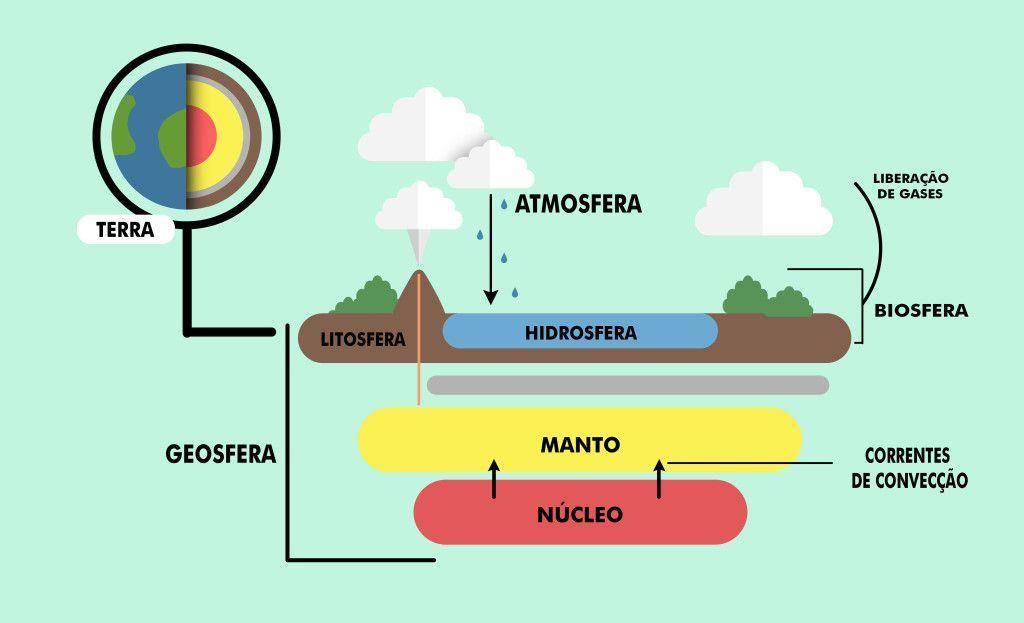 TERRA
ATMOSFERA
LIBERAÇÃO
DE GASES
BIOSFERA
LITOSFERA
HIDROSFERA
GEOSFERA
MANTO
CORRENTES
DE CONVECÇÃO
NÚCLEO